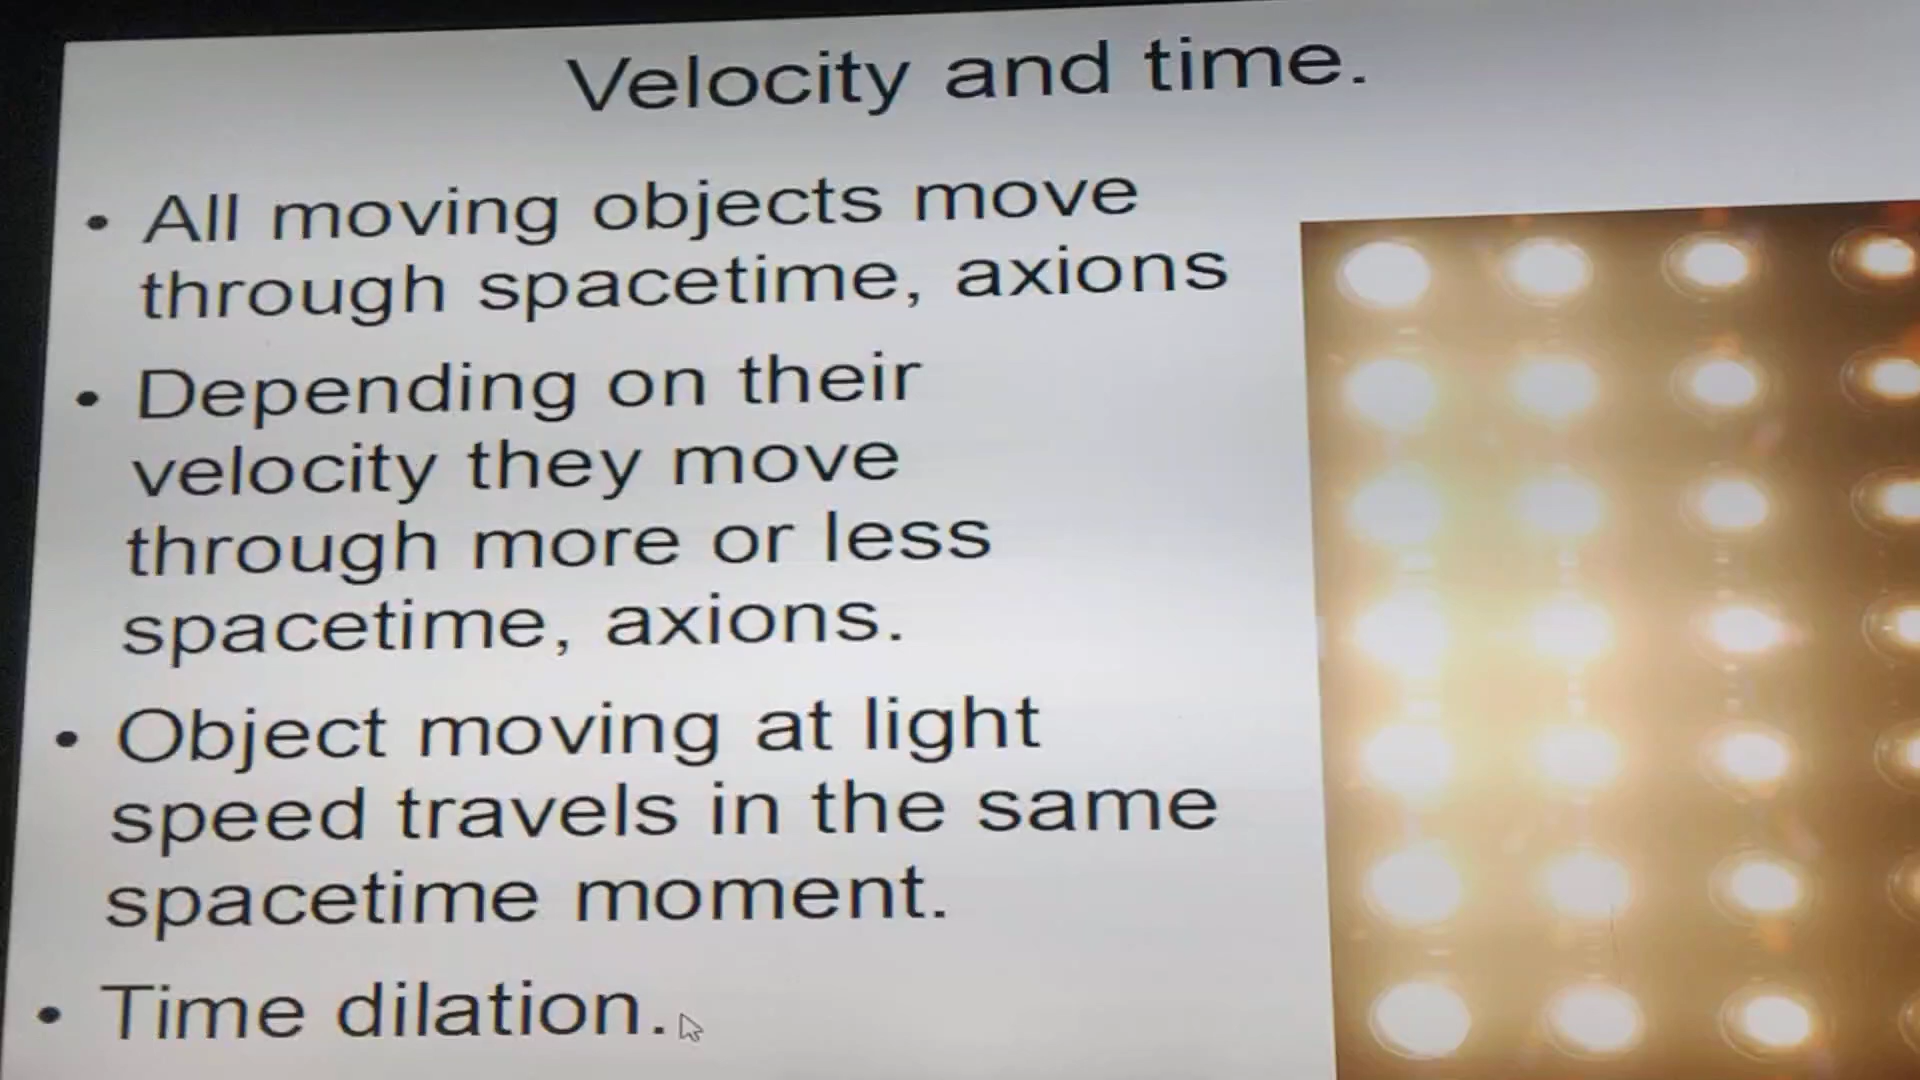 Velocity and time.
• All moving objects move
through spacetime, axions
• Depending on their
velocity they move
through more or less
spacetime, axions.
• Object moving at light
speed travels in the same
spacetime moment.
• Time dilation.